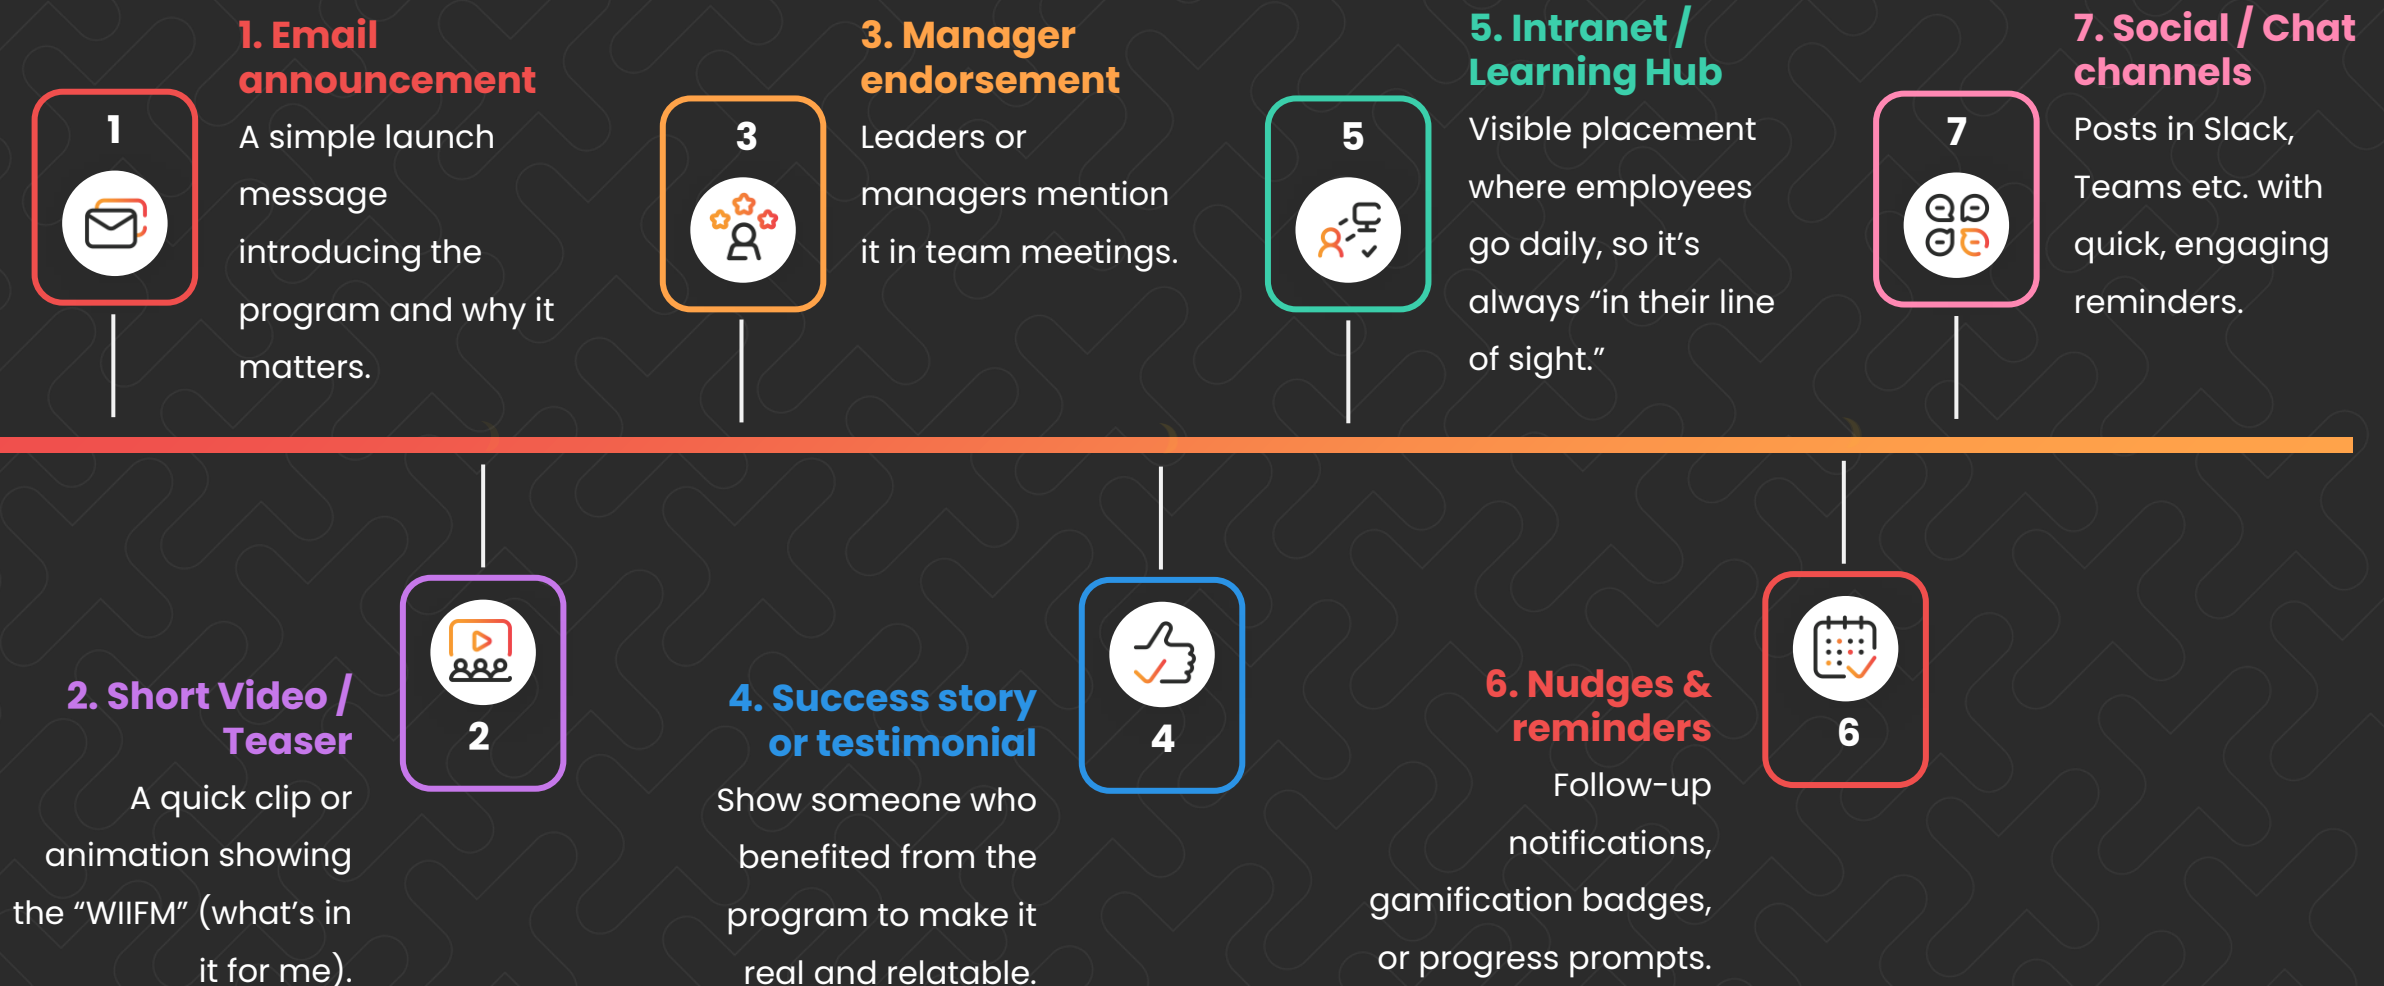 1. Email
announcement
1
A simple launch
message
introducing the
program and why it
matters.
2. Short Video /
Teaser
2
A quick clip or
animation showing
the “WIIFM” (what’s in
it for me).
3. Manager
endorsement
3
Leaders or
managers mention
it in team meetings.
4. Success story
or testimonial
4
Show someone who
benefited from the
program to make it
real and relatable.
5. Intranet /
Learning Hub
5
Visible placement
where employees
go daily, so it’s
always “in their line
of sight.”
6. Nudges &
reminders
6
Follow-up
notifications,
gamification badges,
or progress prompts.
7. Social / Chat
channels
7
Posts in Slack,
Teams etc. with
quick, engaging
reminders.